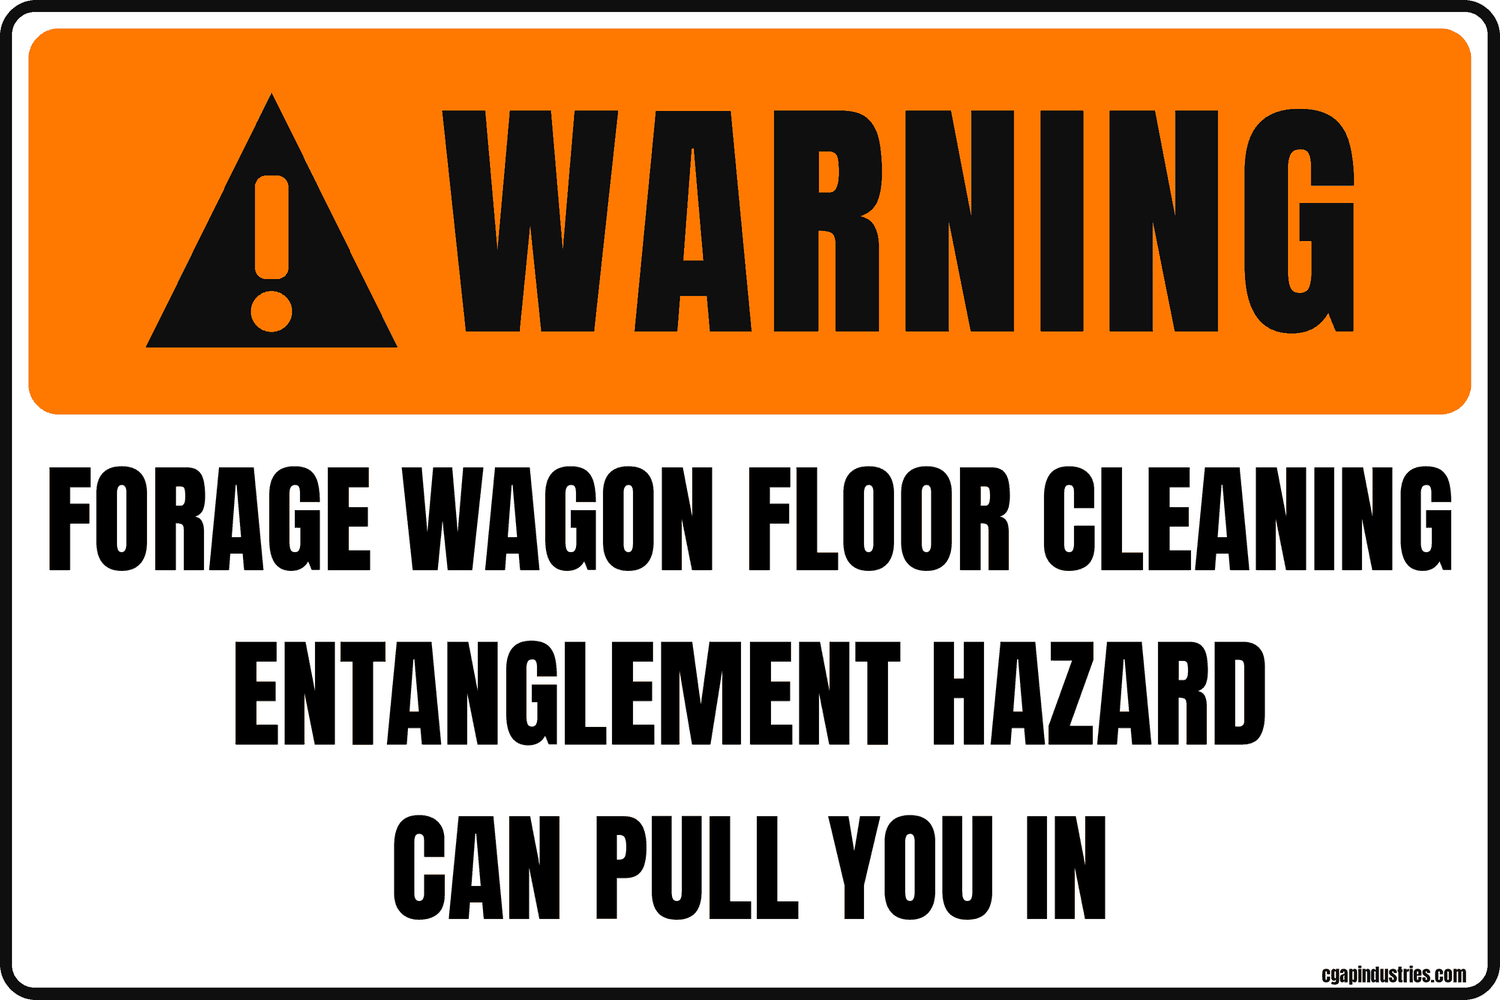 WARNING
FORAGE WAGON FLOOR CLEANING
ENTANGLEMENT HAZARD
CAN PULL YOU IN
cgapindustries.com